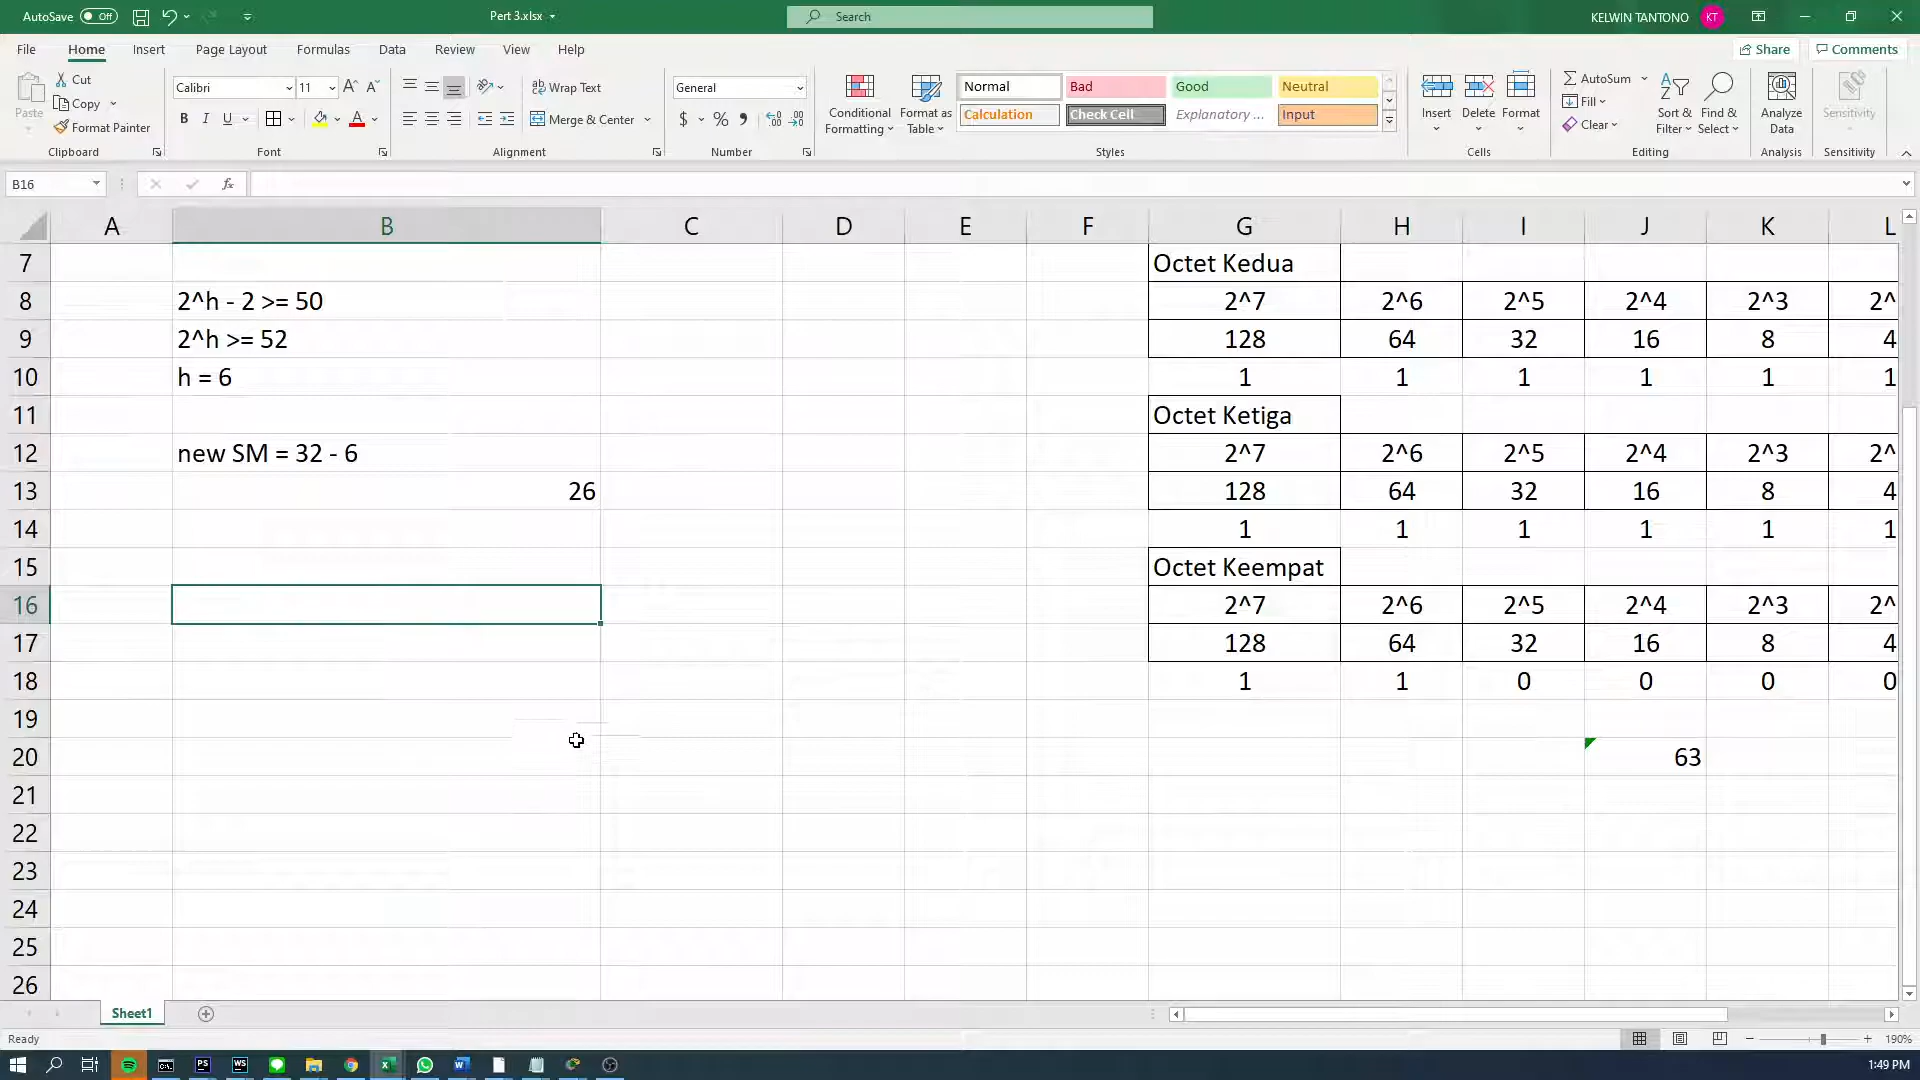 AutoSave Off Pert 3.xlsx Search KELWIN TANTONO KT
File Home Insert Page Layout Formulas Data Review View Help Share Comments
Paste Cut Copy Format Painter
Calibri 11 A A
B I U A
Wrap Text
Merge & Center
General
$ % 9
Conditional Formatting
Format as Table
Normal Bad Good Neutral
Calculation Check Cell Explanatory ... Input
Insert Delete Format
AutoSum
Fill
Clear
Sort & Filter
Find & Select
Analyze Data
Sensitivity
Clipboard Font Alignment Number Styles Cells Editing Analysis Sensitivity
B16 fx
A B C D E F G H I J K L
7 Octet Kedua
8 2^h - 2 >= 50 2^7 2^6 2^5 2^4 2^3 2^
9 2^h >= 52 128 64 32 16 8 4
10 h = 6 1 1 1 1 1 1
11 Octet Ketiga
12 new SM = 32 - 6 2^7 2^6 2^5 2^4 2^3 2^
13 26 128 64 32 16 8 4
14 1 1 1 1 1 1
15 Octet Keempat
16 2^7 2^6 2^5 2^4 2^3 2^
17 128 64 32 16 8 4
18 1 1 0 0 0 0
19
20 63
21
22
23
24
25
26
Sheet1
Ready 190%
PS WS 1:49 PM